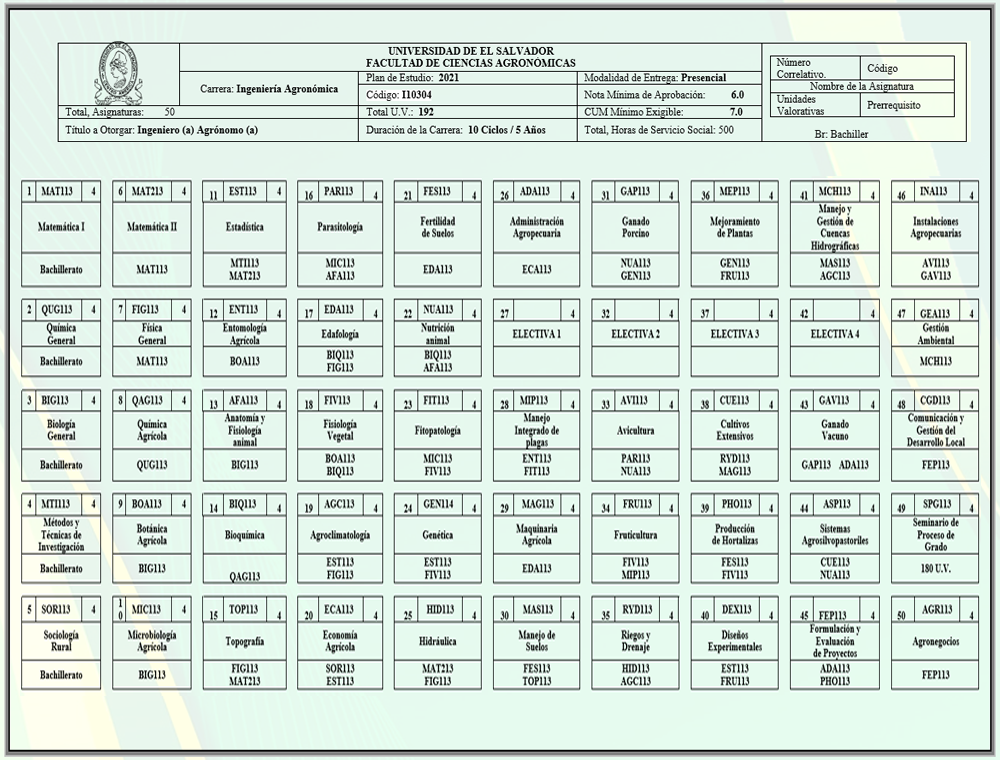 UNIVERSIDAD DE EL SALVADOR
FACULTAD DE CIENCIAS AGRONÓMICAS
Carrera: Ingeniería Agronómica
Plan de Estudio: 2021
Modalidad de Entrega: Presencial
Código: I10304
Nota Mínima de Aprobación: 6.0
Total, Asignaturas: 50
Total U.V.: 192
CUM Mínimo Exigible: 7.0
Título a Otorgar: Ingeniero (a) Agrónomo (a)
Duración de la Carrera: 10 Ciclos / 5 Años
Total, Horas de Servicio Social: 500
Número
Correlativo.
Código
Nombre de la Asignatura
Unidades
Valorativas
Prerrequisito
Br: Bachiller
1 MAT113 4
Matemática I
Bachillerato
6 MAT213 4
Matemática II
MAT113
11 EST113 4
Estadística
MTI113
MAT213
16 PAR113 4
Parasitología
MIC113
AFA113
21 FES113 4
Fertilidad
de Suelos
EDA113
26 ADA113 4
Administración
Agropecuaria
ECA113
31 GAP113 4
Ganado
Porcino
NUA113
GEN113
36 MEP113 4
Mejoramiento
de Plantas
GEN113
FRU113
41 MCH113 4
Manejo y
Gestión de
Cuencas
Hidrográficas
MAS113
AGC113
46 INA113 4
Instalaciones
Agropecuarias
AVI113
GAV113
2 QUG113 4
Química
General
Bachillerato
7 FIG113 4
Física
General
MAT113
12 ENT113 4
Entomología
Agrícola
BOA113
17 EDA113 4
Edafología
BIQ113
FIG113
22 NUA113 4
Nutrición
animal
BIQ113
AFA113
27 4
ELECTIVA 1
32 4
ELECTIVA 2
37 4
ELECTIVA 3
42 4
ELECTIVA 4
47 GEA113 4
Gestión
Ambiental
MCH113
3 BIG113 4
Biología
General
Bachillerato
8 QAG113 4
Química
Agrícola
QUG113
13 AFA113 4
Anatomía y
Fisiología
animal
BIG113
18 FIV113 4
Fisiología
Vegetal
BOA113
BIQ113
23 FIT113 4
Fitopatología
MIC113
FIV113
28 MIP113 4
Manejo
Integrado de
plagas
ENT113
FIT113
33 AVI113 4
Avicultura
PAR113
NUA113
38 CUE113 4
Cultivos
Extensivos
RYD113
MAG113
43 GAV113 4
Ganado
Vacuno
GAP113 ADA113
48 CGD113 4
Comunicación y
Gestión del
Desarrollo Local
FEP113
4 MTI113 4
Métodos y
Técnicas de
Investigación
Bachillerato
9 BOA113 4
Botánica
Agrícola
BIG113
14 BIQ113 4
Bioquímica
QAG113
19 AGC113 4
Agroclimatología
EST113
FIG113
24 GEN114 4
Genética
EST113
FIV113
29 MAG113 4
Maquinaría
Agrícola
EDA113
34 FRU113 4
Fruticultura
FIV113
MIP113
39 PHO113 4
Producción
de Hortalizas
FES113
FIV113
44 ASP113 4
Sistemas
Agrosilvopastoriles
CUE113
NUA113
49 SPG113 4
Seminario de
Proceso de
Grado
180 U.V.
5 SOR113 4
Sociología
Rural
Bachillerato
10 MIC113 4
Microbiología
Agrícola
BIG113
15 TOP113 4
Topografía
FIG113
MAT213
20 ECA113 4
Economía
Agrícola
SOR113
EST113
25 HID113 4
Hidráulica
MAT213
FIG113
30 MAS113 4
Manejo de
Suelos
FES113
TOP113
35 RYD113 4
Riegos y
Drenaje
HID113
AGC113
40 DEX113 4
Diseños
Experimentales
EST113
FRU113
45 FEP113 4
Formulación y
Evaluación
de Proyectos
ADA113
PHO113
50 AGR113 4
Agronegocios
FEP113